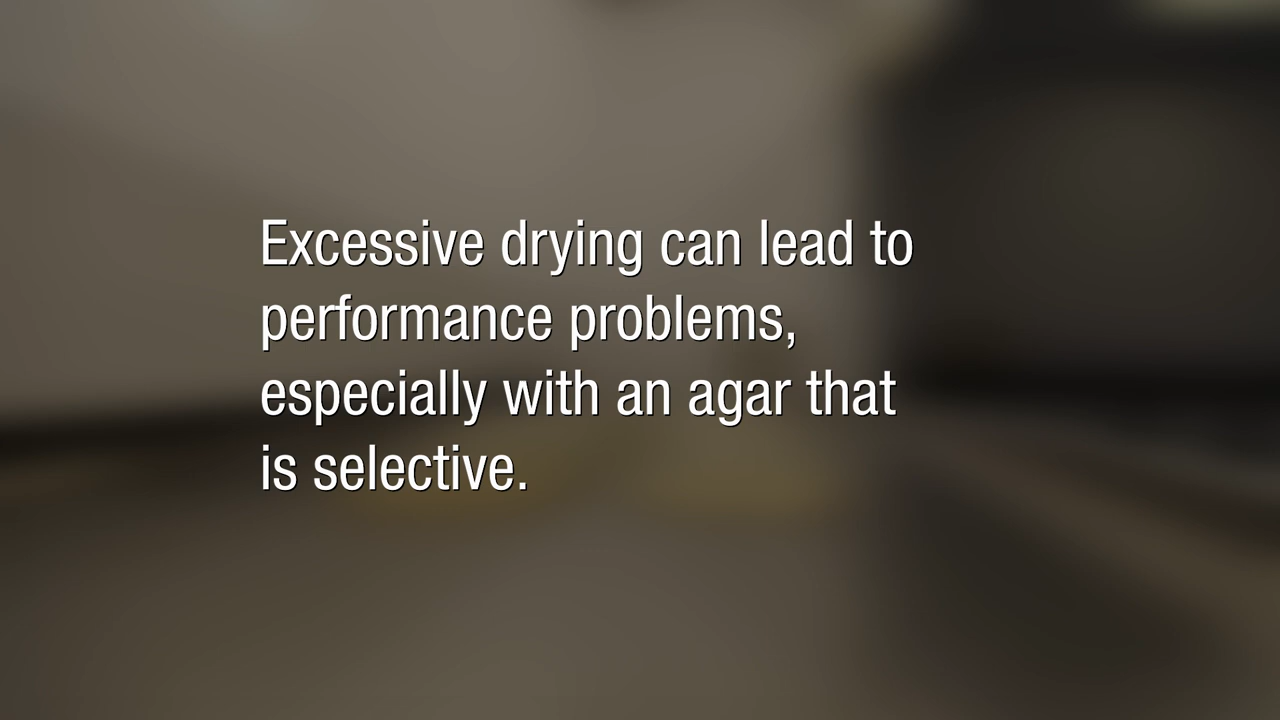 Excessive drying can lead to
performance problems,
especially with an agar that
is selective.